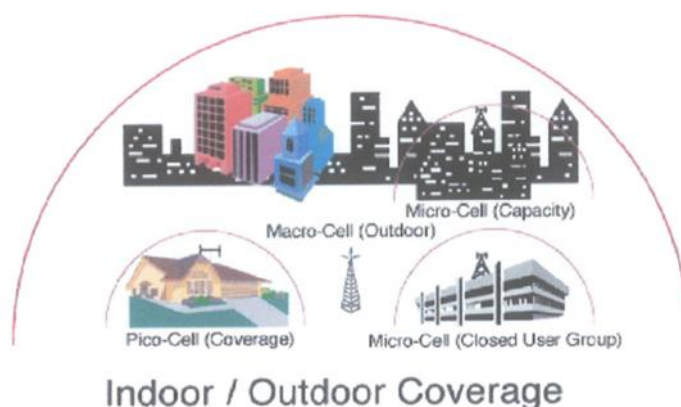 Micro-Cell (Capacity)
Macro-Cell (Outdoor)
Pico-Cell (Coverage)
Micro-Cell (Closed User Group)
Indoor / Outdoor Coverage